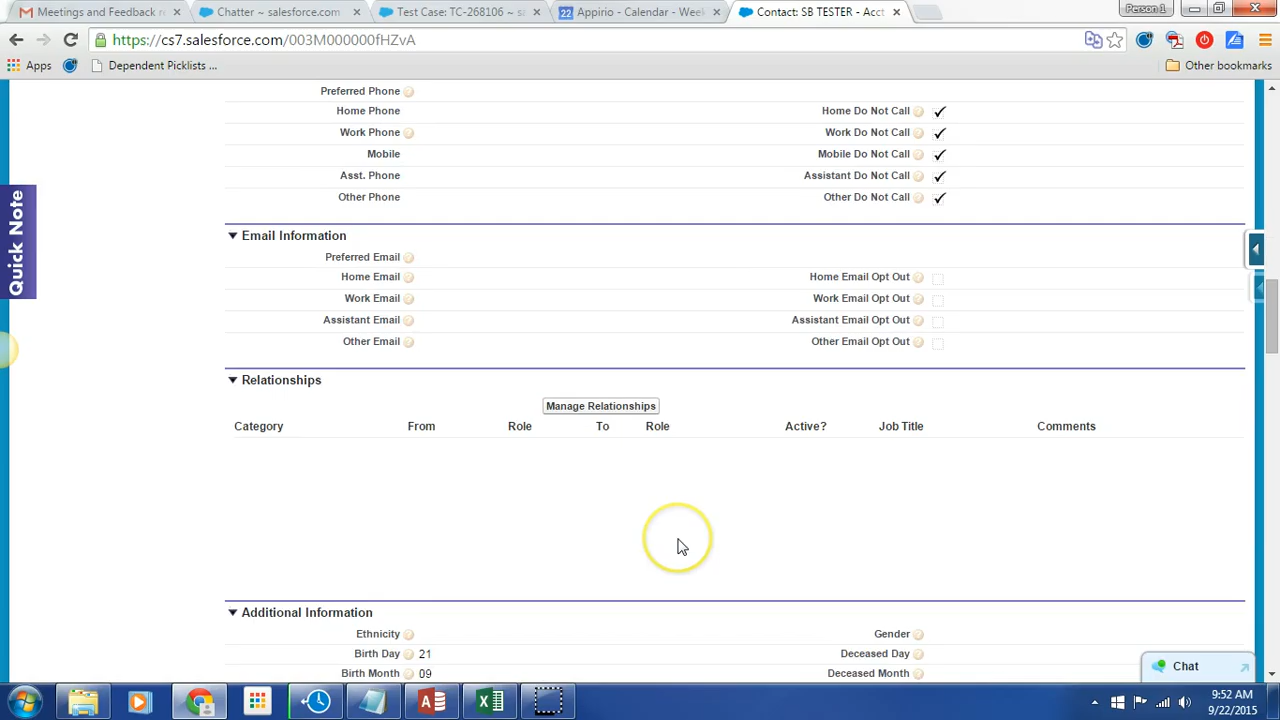 Meetings and Feedback r
Chatter ~ salesforce.com
Test Case: TC-268106 ~ s
Appirio - Calendar - Week
Contact: SB TESTER - Acct
Person 1
https://cs7.salesforce.com/003M000000fHZvA
Apps
Dependent Picklists ...
Other bookmarks
Preferred Phone
Home Phone
Home Do Not Call
Work Phone
Work Do Not Call
Mobile
Mobile Do Not Call
Asst. Phone
Assistant Do Not Call
Other Phone
Other Do Not Call
Quick Note
Email Information
Preferred Email
Home Email
Home Email Opt Out
Work Email
Work Email Opt Out
Assistant Email
Assistant Email Opt Out
Other Email
Other Email Opt Out
Relationships
Manage Relationships
Category From Role To Role Active? Job Title Comments
Additional Information
Ethnicity
Gender
Birth Day 21
Deceased Day
Birth Month 09
Deceased Month
Chat
9:52 AM
9/22/2015